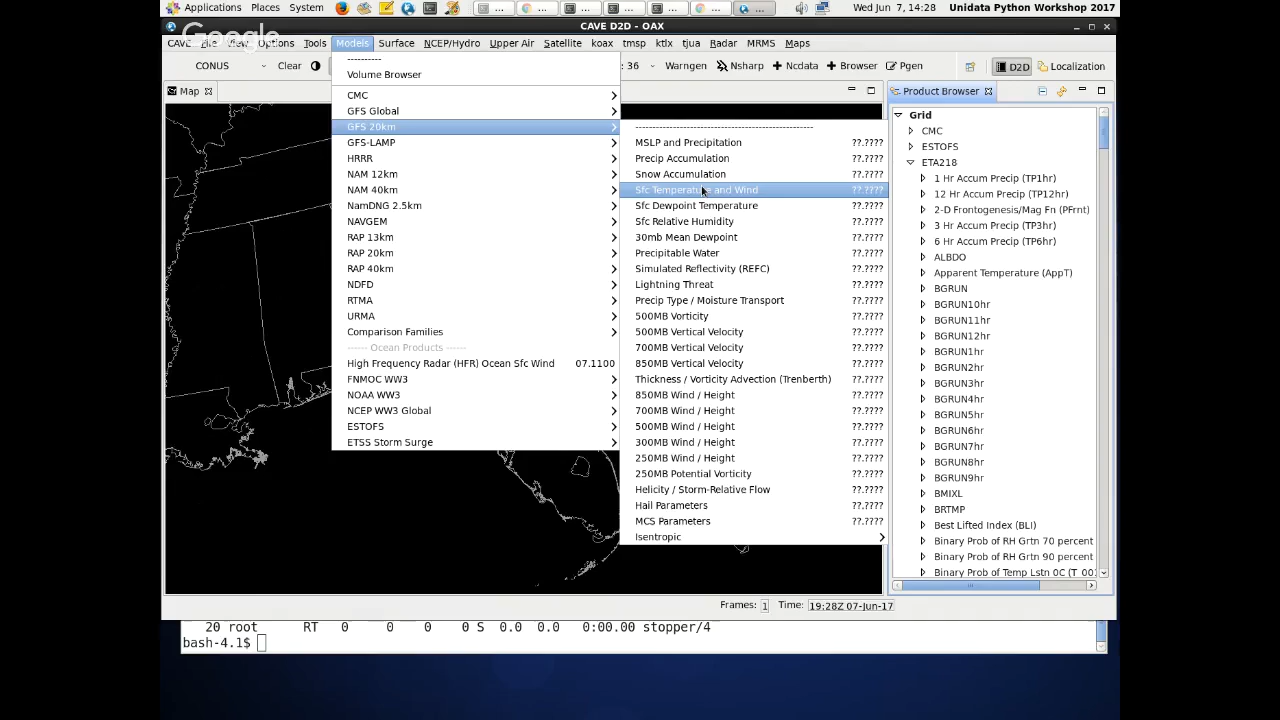 Applications Places System
Wed Jun 7, 14:28 Unidata Python Workshop 2017
CAVE D2D - OAX
Google
CAVE File View Options Tools Models Surface NCEP/Hydro Upper Air Satellite koax tmsp ktlx tjua Radar MRMS Maps
CONUS Clear : 36 Warngen Nsharp Ncdata Browser Pgen D2D Localization
Map
Product Browser
----------
Volume Browser
CMC
GFS Global
GFS 20km
GFS-LAMP
HRRR
NAM 12km
NAM 40km
NamDNG 2.5km
NAVGEM
RAP 13km
RAP 20km
RAP 40km
NDFD
RTMA
URMA
Comparison Families
------ Ocean Products ------
High Frequency Radar (HFR) Ocean Sfc Wind 07.1100
FNMOC WW3
NOAA WW3
NCEP WW3 Global
ESTOFS
ETSS Storm Surge
--------------------------------------------------
MSLP and Precipitation ??.????
Precip Accumulation ??.????
Snow Accumulation ??.????
Sfc Temperature and Wind ??.????
Sfc Dewpoint Temperature ??.????
Sfc Relative Humidity ??.????
30mb Mean Dewpoint ??.????
Precipitable Water ??.????
Simulated Reflectivity (REFC) ??.????
Lightning Threat ??.????
Precip Type / Moisture Transport ??.????
500MB Vorticity ??.????
500MB Vertical Velocity ??.????
700MB Vertical Velocity ??.????
850MB Vertical Velocity ??.????
Thickness / Vorticity Advection (Trenberth) ??.????
850MB Wind / Height ??.????
700MB Wind / Height ??.????
500MB Wind / Height ??.????
300MB Wind / Height ??.????
250MB Wind / Height ??.????
250MB Potential Vorticity ??.????
Helicity / Storm-Relative Flow ??.????
Hail Parameters ??.????
MCS Parameters ??.????
Isentropic
Grid
CMC
ESTOFS
ETA218
1 Hr Accum Precip (TP1hr)
12 Hr Accum Precip (TP12hr)
2-D Frontogenesis/Mag Fn (PFrnt)
3 Hr Accum Precip (TP3hr)
6 Hr Accum Precip (TP6hr)
ALBDO
Apparent Temperature (AppT)
BGRUN
BGRUN10hr
BGRUN11hr
BGRUN12hr
BGRUN1hr
BGRUN2hr
BGRUN3hr
BGRUN4hr
BGRUN5hr
BGRUN6hr
BGRUN7hr
BGRUN8hr
BGRUN9hr
BMIXL
BRTMP
Best Lifted Index (BLI)
Binary Prob of RH Grtn 70 percent
Binary Prob of RH Grtn 90 percent
Binary Prob of Temp Lstn 0C (T_001
Frames: 1 Time: 19:28Z 07-Jun-17
20 root RT 0 0 0 0 S 0.0 0.0 0:00.00 stopper/4
bash-4.1$